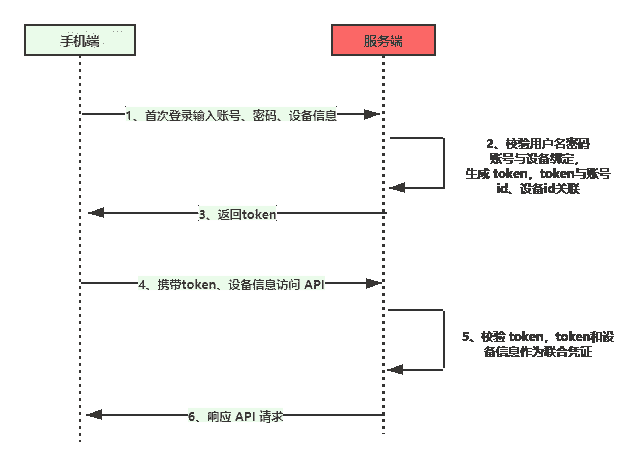 手机端
服务端
1、首次登录输入账号、密码、设备信息
2、校验用户名密码
账号与设备绑定，
生成 token，token与账号
id、设备id关联
3、返回token
4、携带token、设备信息访问 API
5、校验 token，token和设
备信息作为联合凭证
6、响应 API 请求